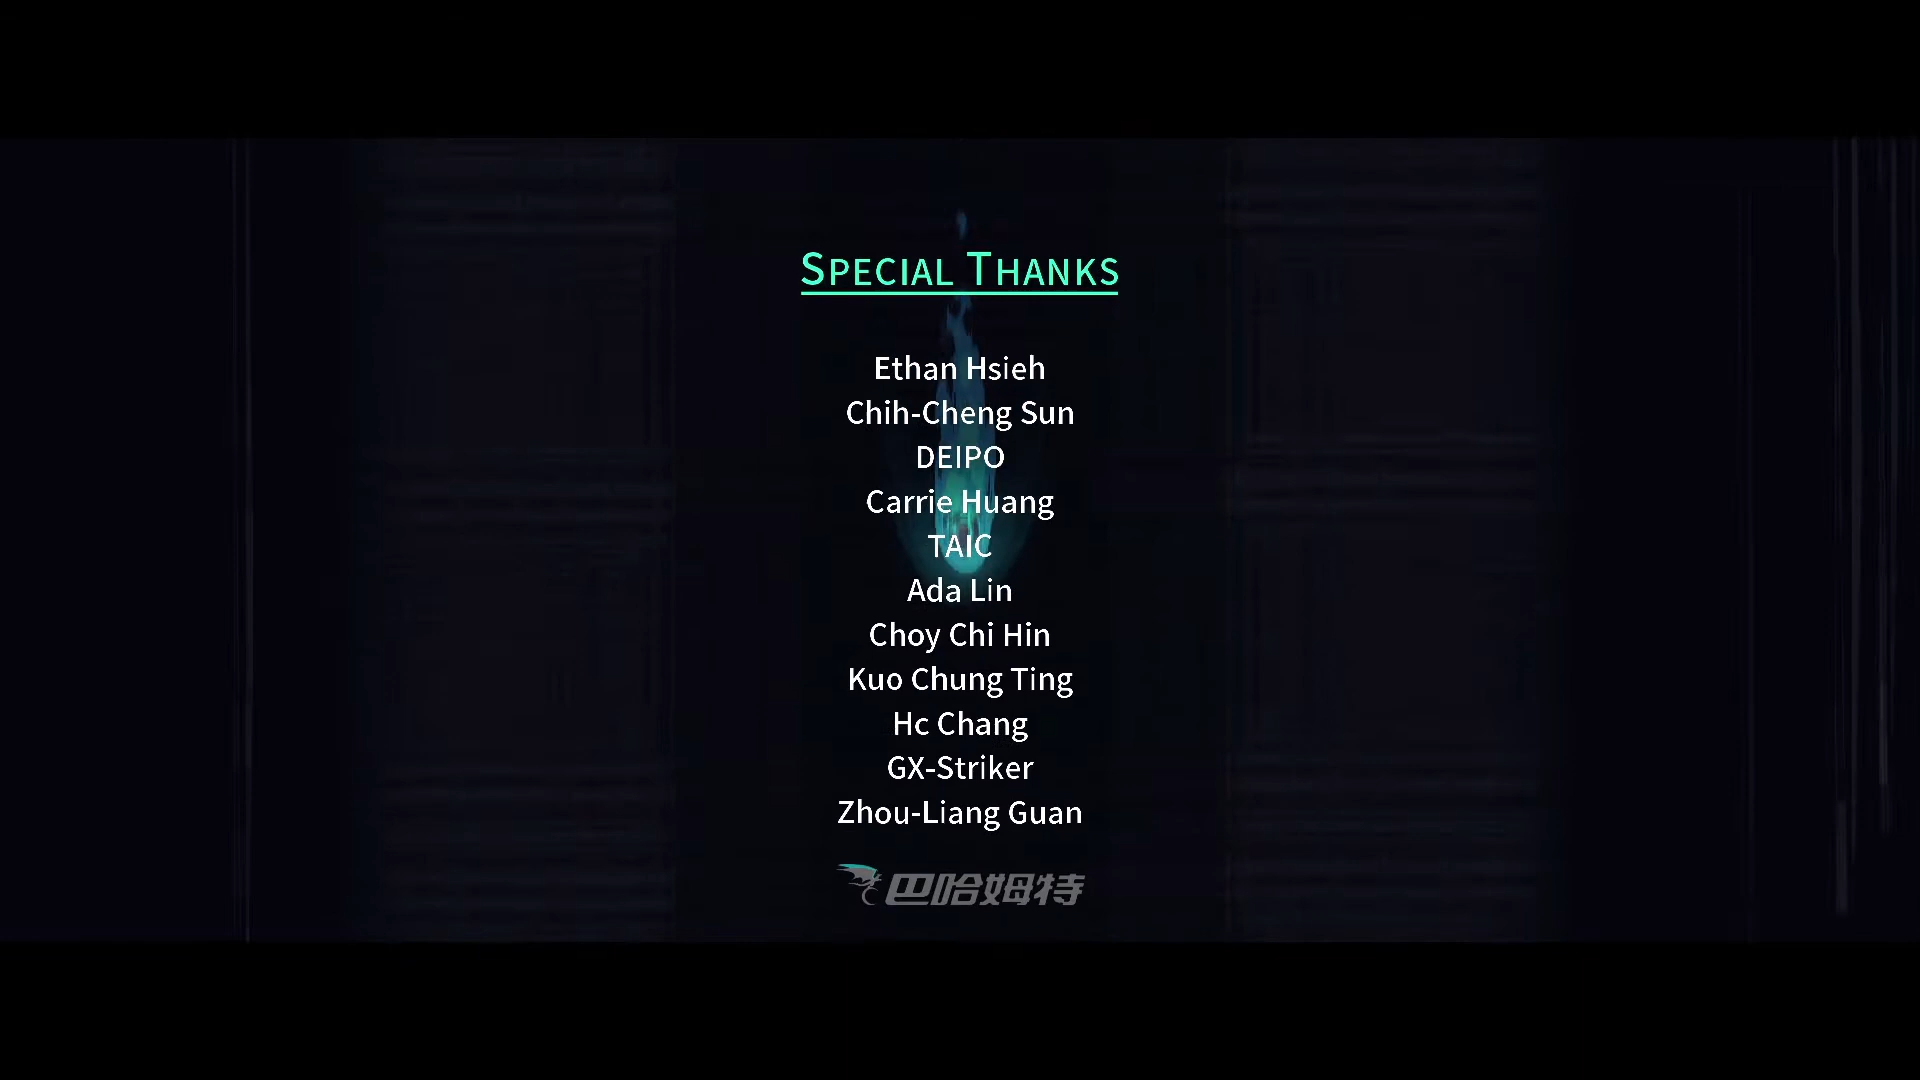 SPECIAL THANKS
Ethan Hsieh
Chih-Cheng Sun
DEIPO
Carrie Huang
TAIC
Ada Lin
Choy Chi Hin
Kuo Chung Ting
Hc Chang
GX-Striker
Zhou-Liang Guan
巴哈姆特